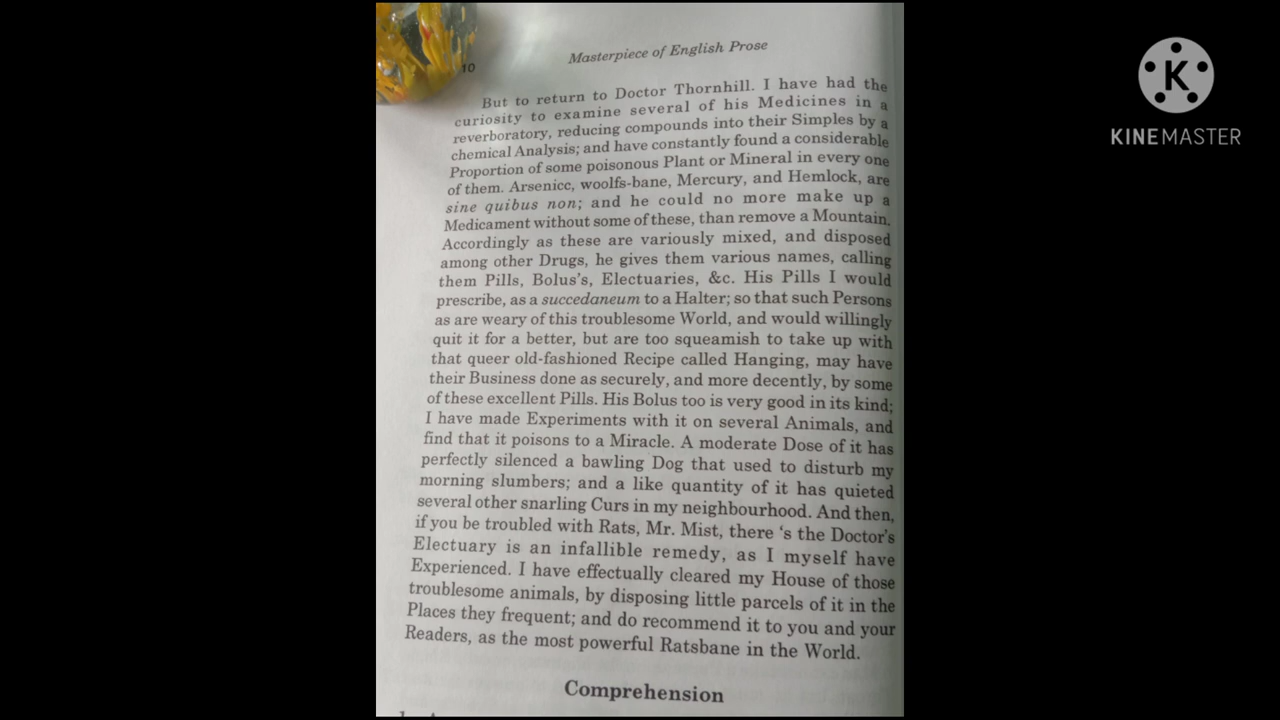 Masterpiece of English Prose
10
But to return to Doctor Thornhill. I have had the
curiosity to examine several of his Medicines in a
reverboratory, reducing compounds into their Simples by a
chemical Analysis; and have constantly found a considerable
Proportion of some poisonous Plant or Mineral in every one
of them. Arsenicc, woolfs-bane, Mercury, and Hemlock, are
sine quibus non; and he could no more make up a
Medicament without some of these, than remove a Mountain.
Accordingly as these are variously mixed, and disposed
among other Drugs, he gives them various names, calling
them Pills, Bolus's, Electuaries, &c. His Pills I would
prescribe, as a succedaneum to a Halter; so that such Persons
as are weary of this troublesome World, and would willingly
quit it for a better, but are too squeamish to take up with
that queer old-fashioned Recipe called Hanging, may have
their Business done as securely, and more decently, by some
of these excellent Pills. His Bolus too is very good in its kind;
I have made Experiments with it on several Animals, and
find that it poisons to a Miracle. A moderate Dose of it has
perfectly silenced a bawling Dog that used to disturb my
morning slumbers; and a like quantity of it has quieted
several other snarling Curs in my neighbourhood. And then,
if you be troubled with Rats, Mr. Mist, there 's the Doctor's
Electuary is an infallible remedy, as I myself have
Experienced. I have effectually cleared my House of those
troublesome animals, by disposing little parcels of it in the
Places they frequent; and do recommend it to you and your
Readers, as the most powerful Ratsbane in the World.
Comprehension
K
KINEMASTER